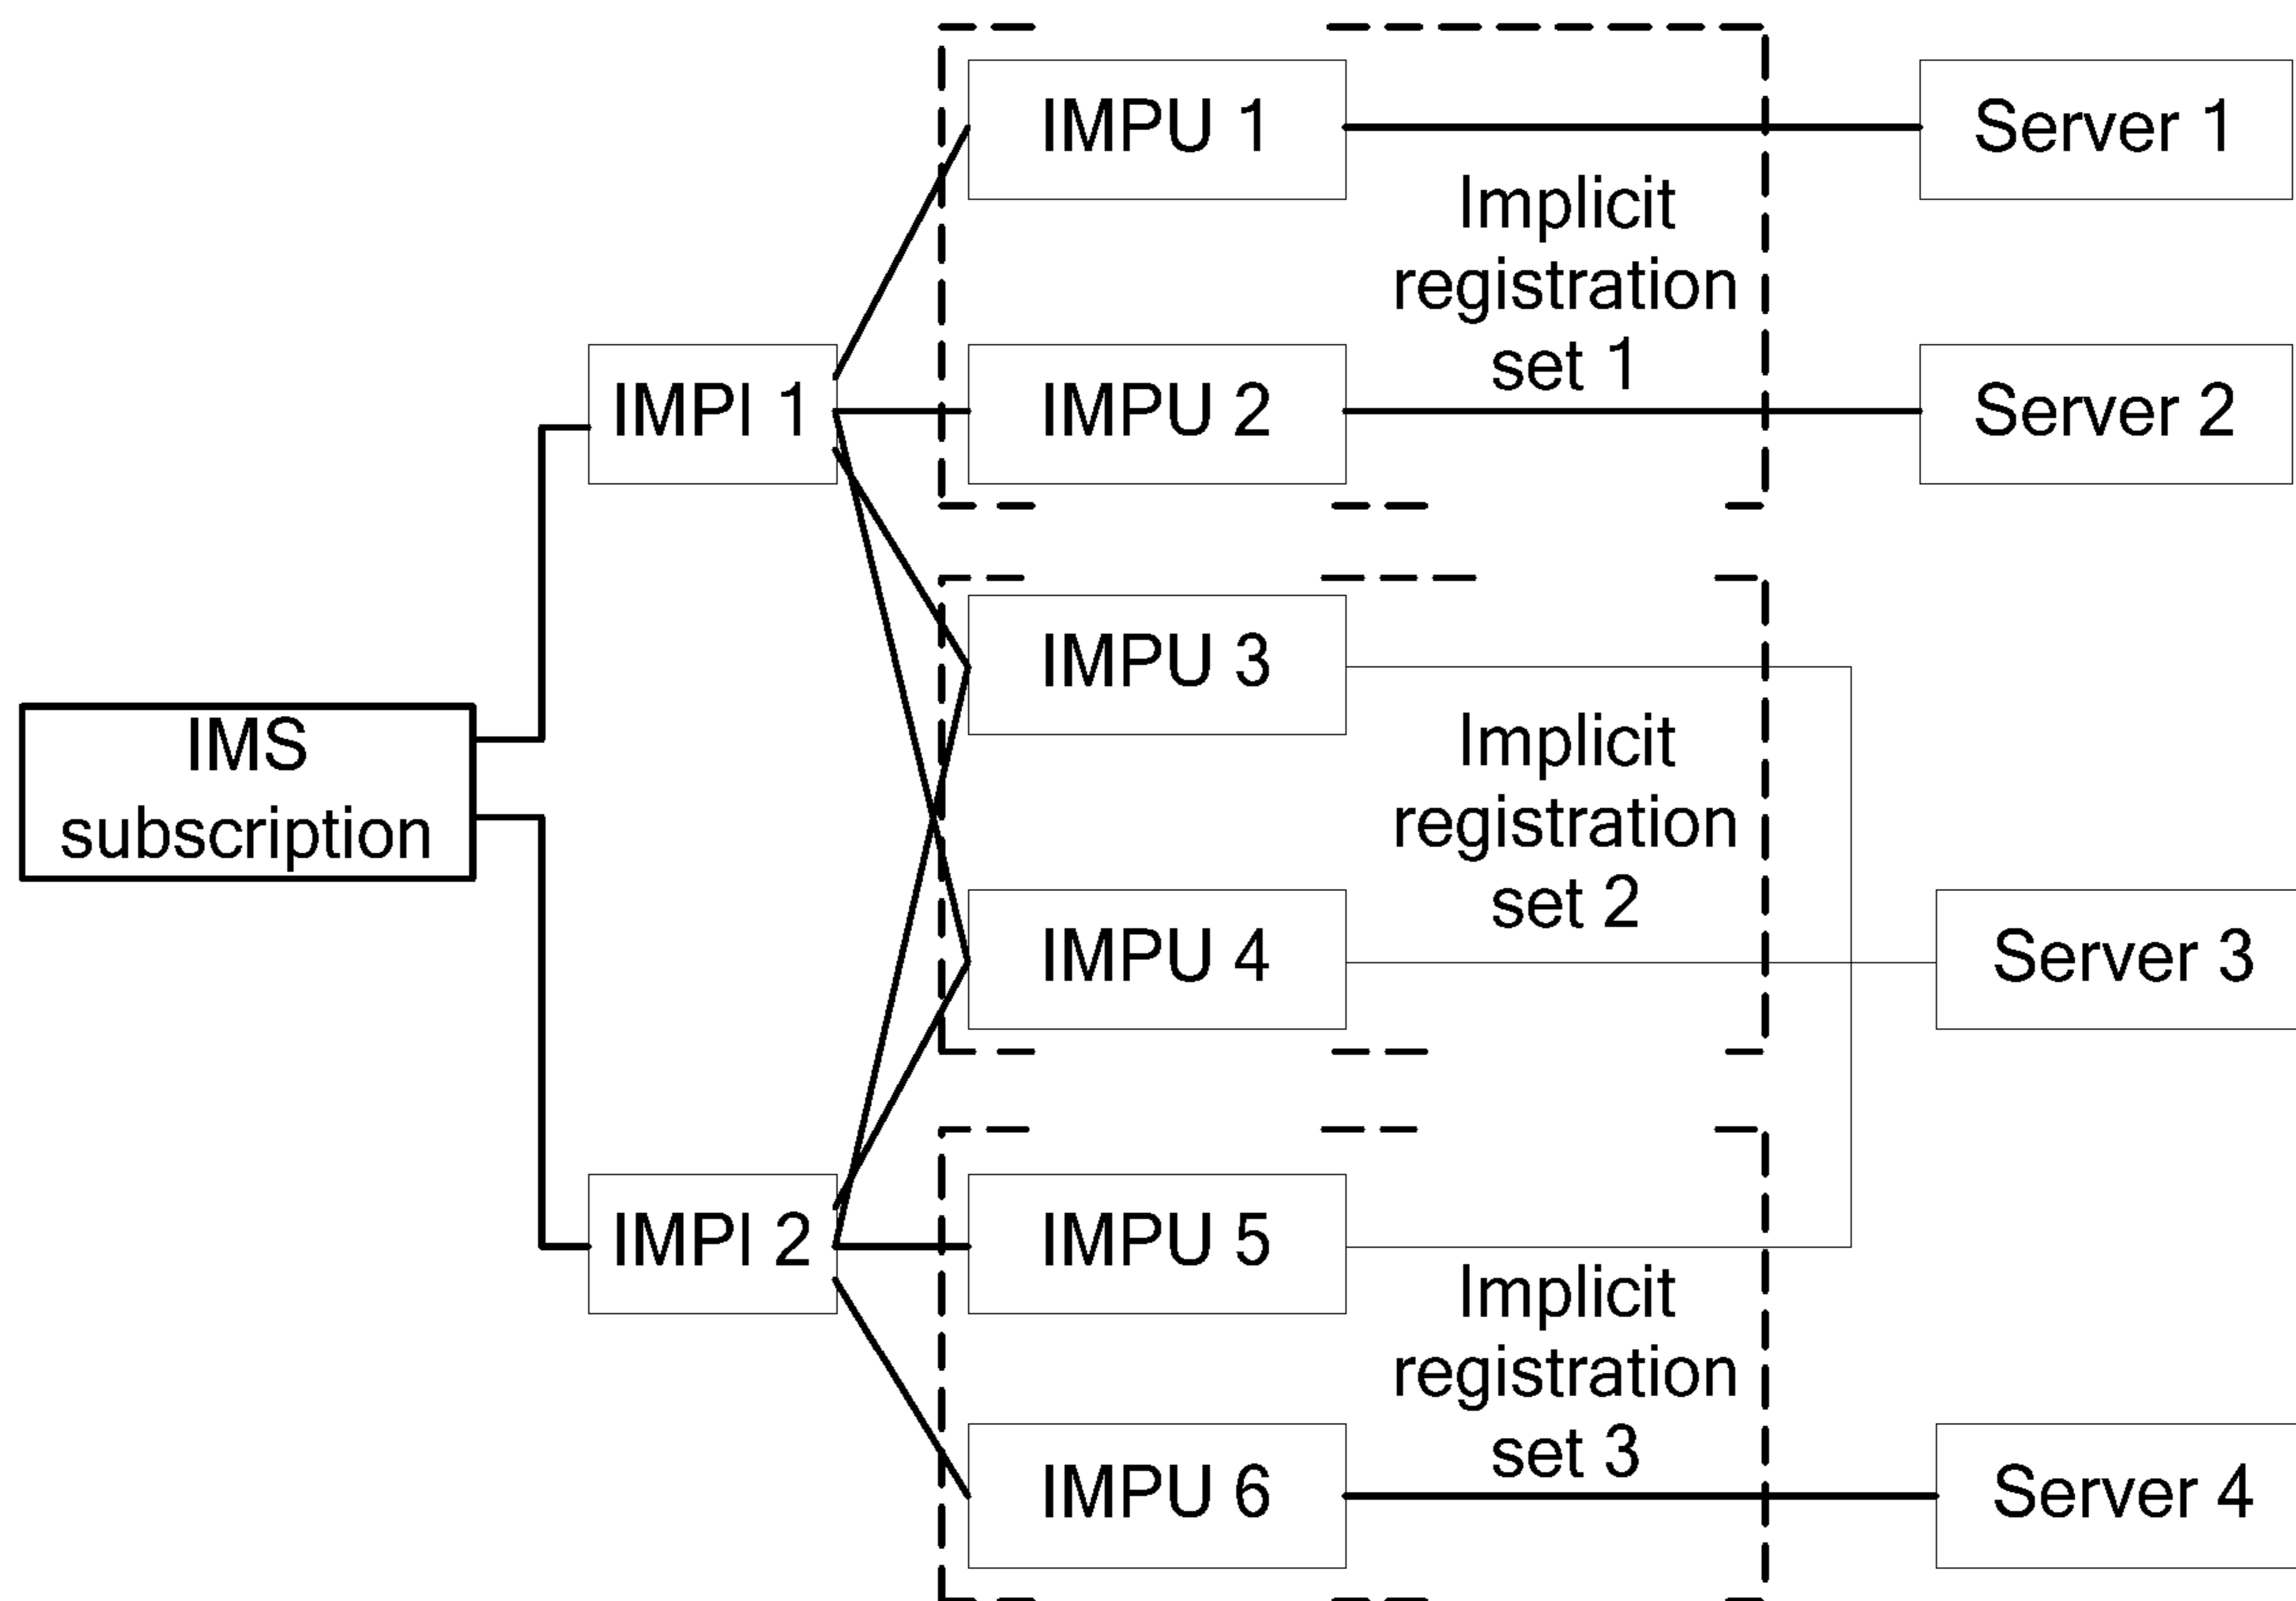 IMPU 1
Server 1
Implicit
registration
set 1
IMPI 1
IMPU 2
Server 2
IMPU 3
IMS
subscription
Implicit
registration
set 2
IMPU 4
Server 3
IMPI 2
IMPU 5
Implicit
registration
set 3
IMPU 6
Server 4